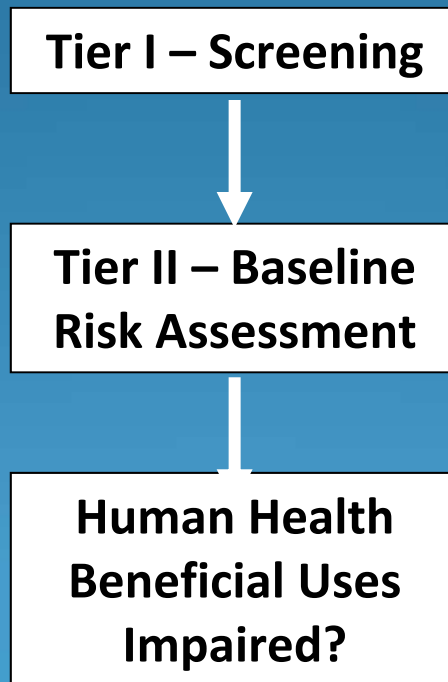 Tier I – Screening
Tier II – Baseline
Risk Assessment
Human Health
Beneficial Uses
Impaired?